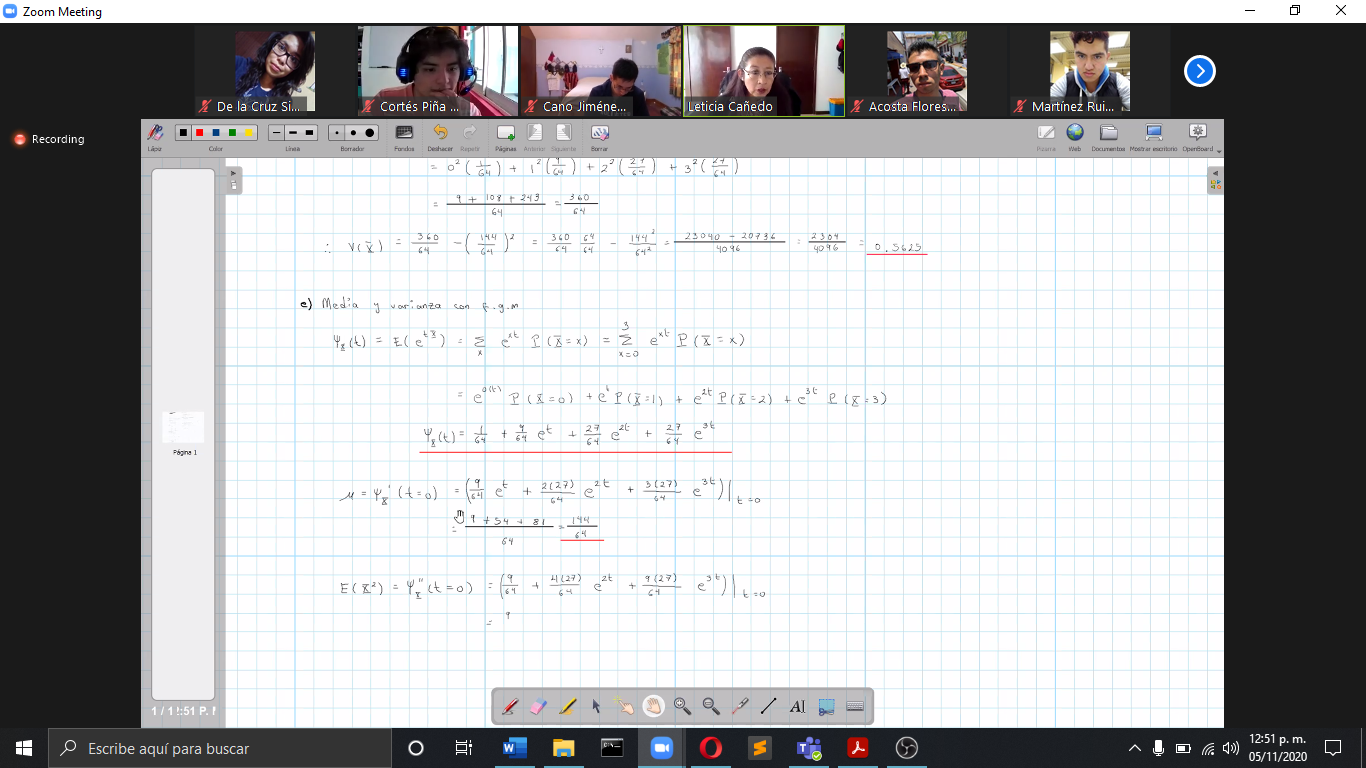 Zoom Meeting
De la Cruz Si...
Cortés Piña ...
Cano Jiméne...
Leticia Cañedo
Acosta Flores...
Martínez Rui...
Recording
Lápiz
Color
Línea
Borrador
Fondos
Deshacer
Repetir
Páginas
Anterior
Siguiente
Borrar
Pizarra
Web
Documentos
Mostrar escritorio
OpenBoard
= 0² (1/64) + 1² (9/64) + 2² (27/64) + 3² (27/64)
= (9 + 108 + 243)/64 = 360/64
∴ V(X) = 360/64 - (144/64)² = 360/64 64/64 - 144²/64² = (23040 - 20736)/4096 = 2304/4096 = 0.5625
e) Media y varianza con f.g.m
Ψ_X(t) = E(e^{tX}) = Σ_x e^{xt} P(X=x) = Σ_{x=0}^{3} e^{xt} P(X=x)
= e^{0(t)} P(X=0) + e^t P(X=1) + e^{2t} P(X=2) + e^{3t} P(X=3)
Ψ_X(t) = 1/64 + 9/64 e^t + 27/64 e^{2t} + 27/64 e^{3t}
μ = Ψ_X'(t=0) = (9/64 e^t + 2(27)/64 e^{2t} + 3(27)/64 e^{3t})|_{t=0}
= (9 + 54 + 81)/64 = 144/64
E(X²) = Ψ_X''(t=0) = (9/64 + 4(27)/64 e^{2t} + 9(27)/64 e^{3t})|_{t=0}
= 9
Página 1
Escribe aquí para buscar
12:51 p. m.
05/11/2020